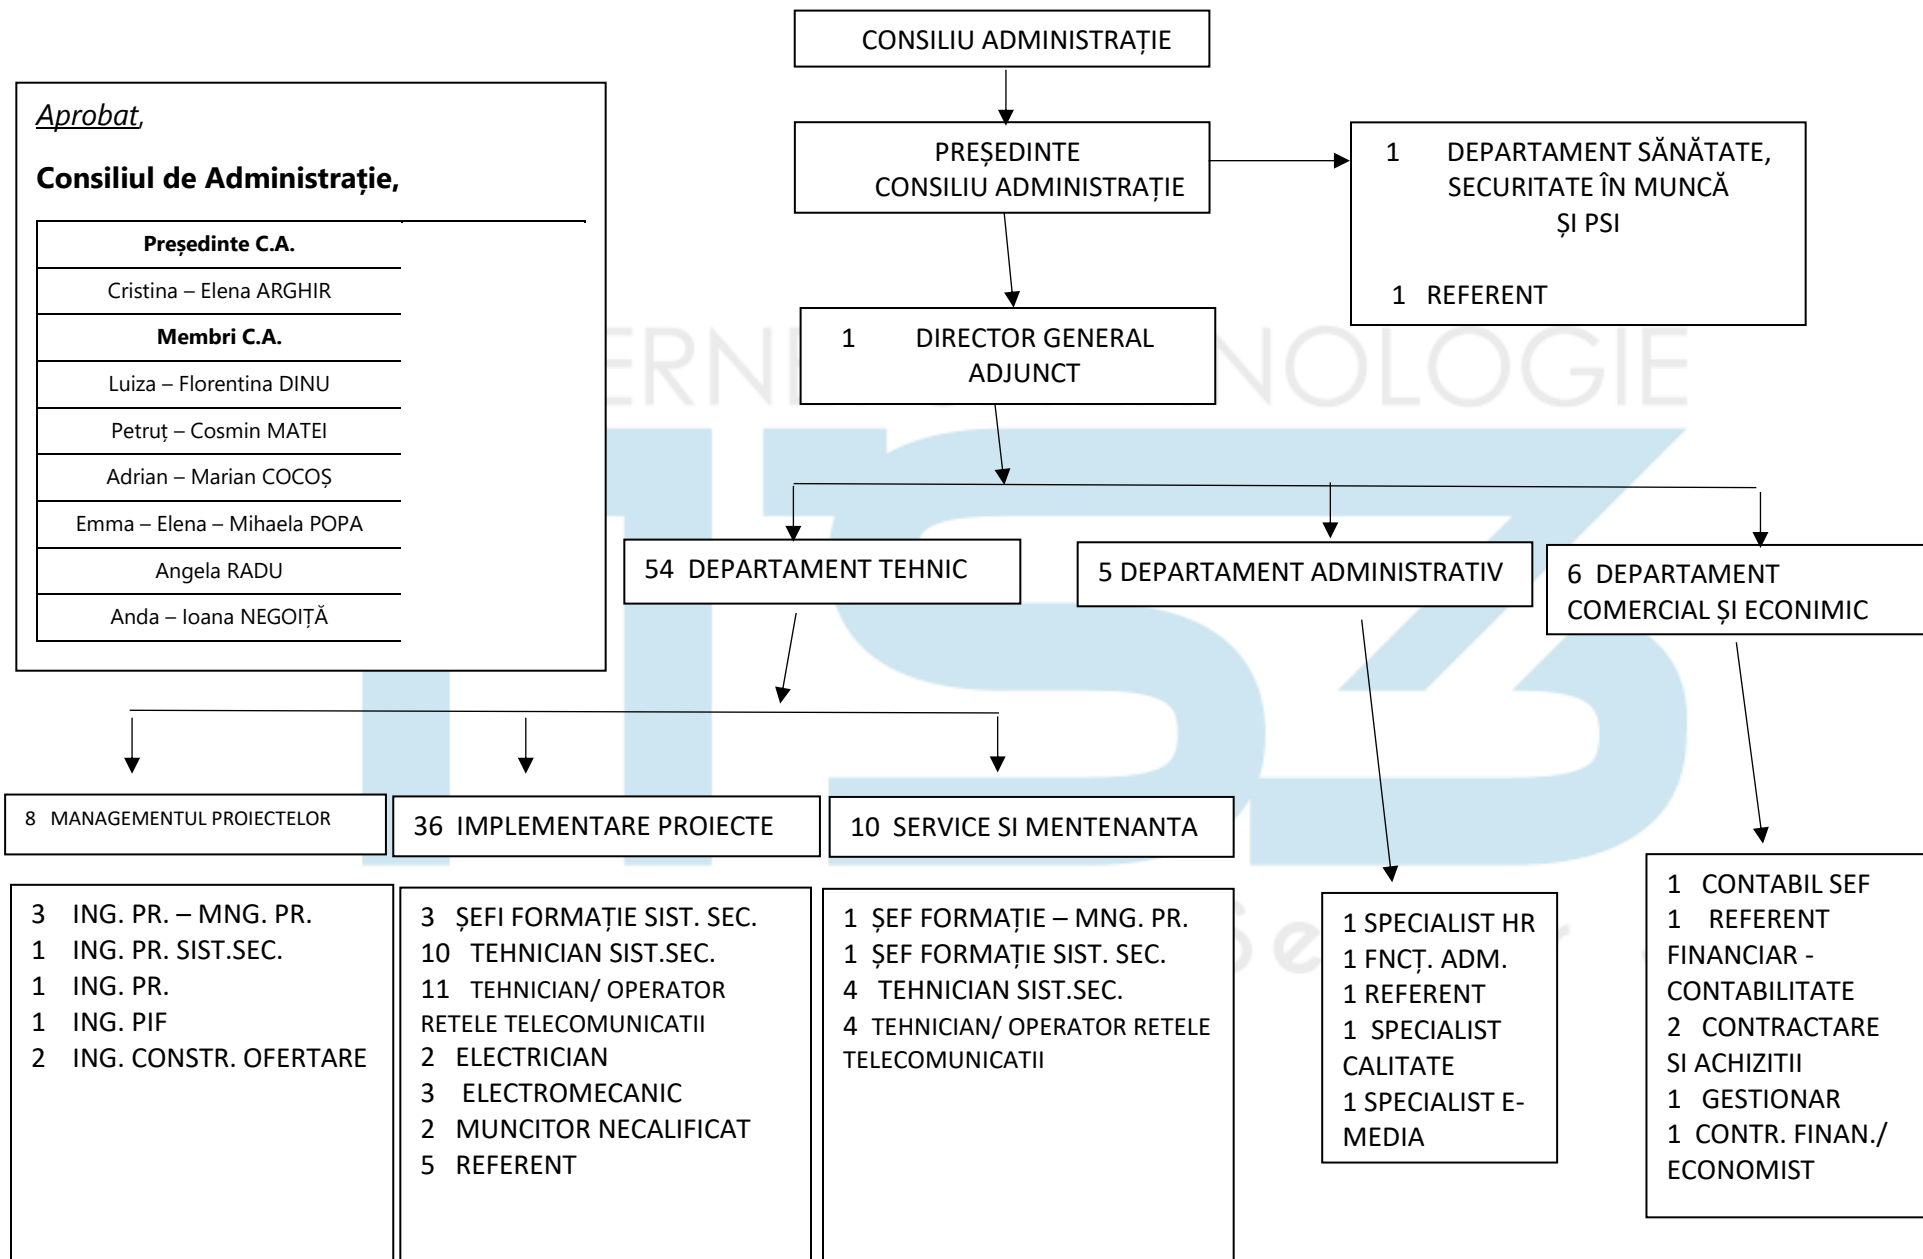 CONSILIU ADMINISTRAȚIE
Aprobat,
Consiliul de Administrație,
Președinte C.A.
Cristina – Elena ARGHIR
Membri C.A.
Luiza – Florentina DINU
Petruț – Cosmin MATEI
Adrian – Marian COCOȘ
Emma – Elena – Mihaela POPA
Angela RADU
Anda – Ioana NEGOIȚĂ
PREȘEDINTE
CONSILIU ADMINISTRAȚIE
1 DEPARTAMENT SĂNĂTATE,
SECURITATE ÎN MUNCĂ
ȘI PSI
1 REFERENT
1 DIRECTOR GENERAL
ADJUNCT
54 DEPARTAMENT TEHNIC
5 DEPARTAMENT ADMINISTRATIV
6 DEPARTAMENT
COMERCIAL ȘI ECONIMIC
8 MANAGEMENTUL PROIECTELOR
36 IMPLEMENTARE PROIECTE
10 SERVICE SI MENTENANTA
3 ING. PR. – MNG. PR.
1 ING. PR. SIST.SEC.
1 ING. PR.
1 ING. PIF
2 ING. CONSTR. OFERTARE
3 ȘEFI FORMAȚIE SIST. SEC.
10 TEHNICIAN SIST.SEC.
11 TEHNICIAN/ OPERATOR
RETELE TELECOMUNICATII
2 ELECTRICIAN
3 ELECTROMECANIC
2 MUNCITOR NECALIFICAT
5 REFERENT
1 ȘEF FORMAȚIE – MNG. PR.
1 ȘEF FORMAȚIE SIST. SEC.
4 TEHNICIAN SIST.SEC.
4 TEHNICIAN/ OPERATOR RETELE
TELECOMUNICATII
1 SPECIALIST HR
1 FNCȚ. ADM.
1 REFERENT
1 SPECIALIST
CALITATE
1 SPECIALIST E-
MEDIA
1 CONTABIL SEF
1 REFERENT
FINANCIAR -
CONTABILITATE
2 CONTRACTARE
SI ACHIZITII
1 GESTIONAR
1 CONTR. FINAN./
ECONOMIST